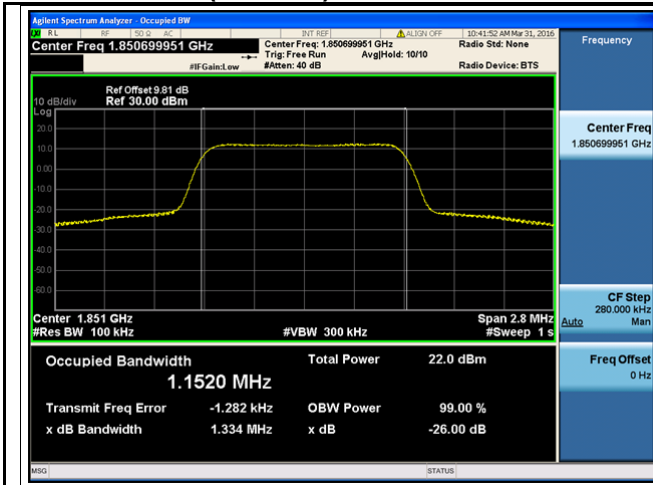 Agilent Spectrum Analyzer - Occupied BW
RL RF 50 Ω AC INT REF ALIGN OFF 10:41:52 AM Mar 31, 2016
Center Freq 1.850699951 GHz Center Freq: 1.850699951 GHz Radio Std: None
Trig: Free Run Avg|Hold: 10/10
#IFGain:Low #Atten: 40 dB Radio Device: BTS
Ref Offset 9.81 dB
10 dB/div Ref 30.00 dBm
Log
20.0
10.0
0.00
-10.0
-20.0
-30.0
-40.0
-50.0
-60.0
Center 1.851 GHz Span 2.8 MHz
#Res BW 100 kHz #VBW 300 kHz #Sweep 1 s
Occupied Bandwidth Total Power 22.0 dBm
1.1520 MHz
Transmit Freq Error -1.282 kHz OBW Power 99.00 %
x dB Bandwidth 1.334 MHz x dB -26.00 dB
MSG STATUS
Frequency
Center Freq
1.850699951 GHz
CF Step
280.000 kHz
Auto Man
Freq Offset
0 Hz